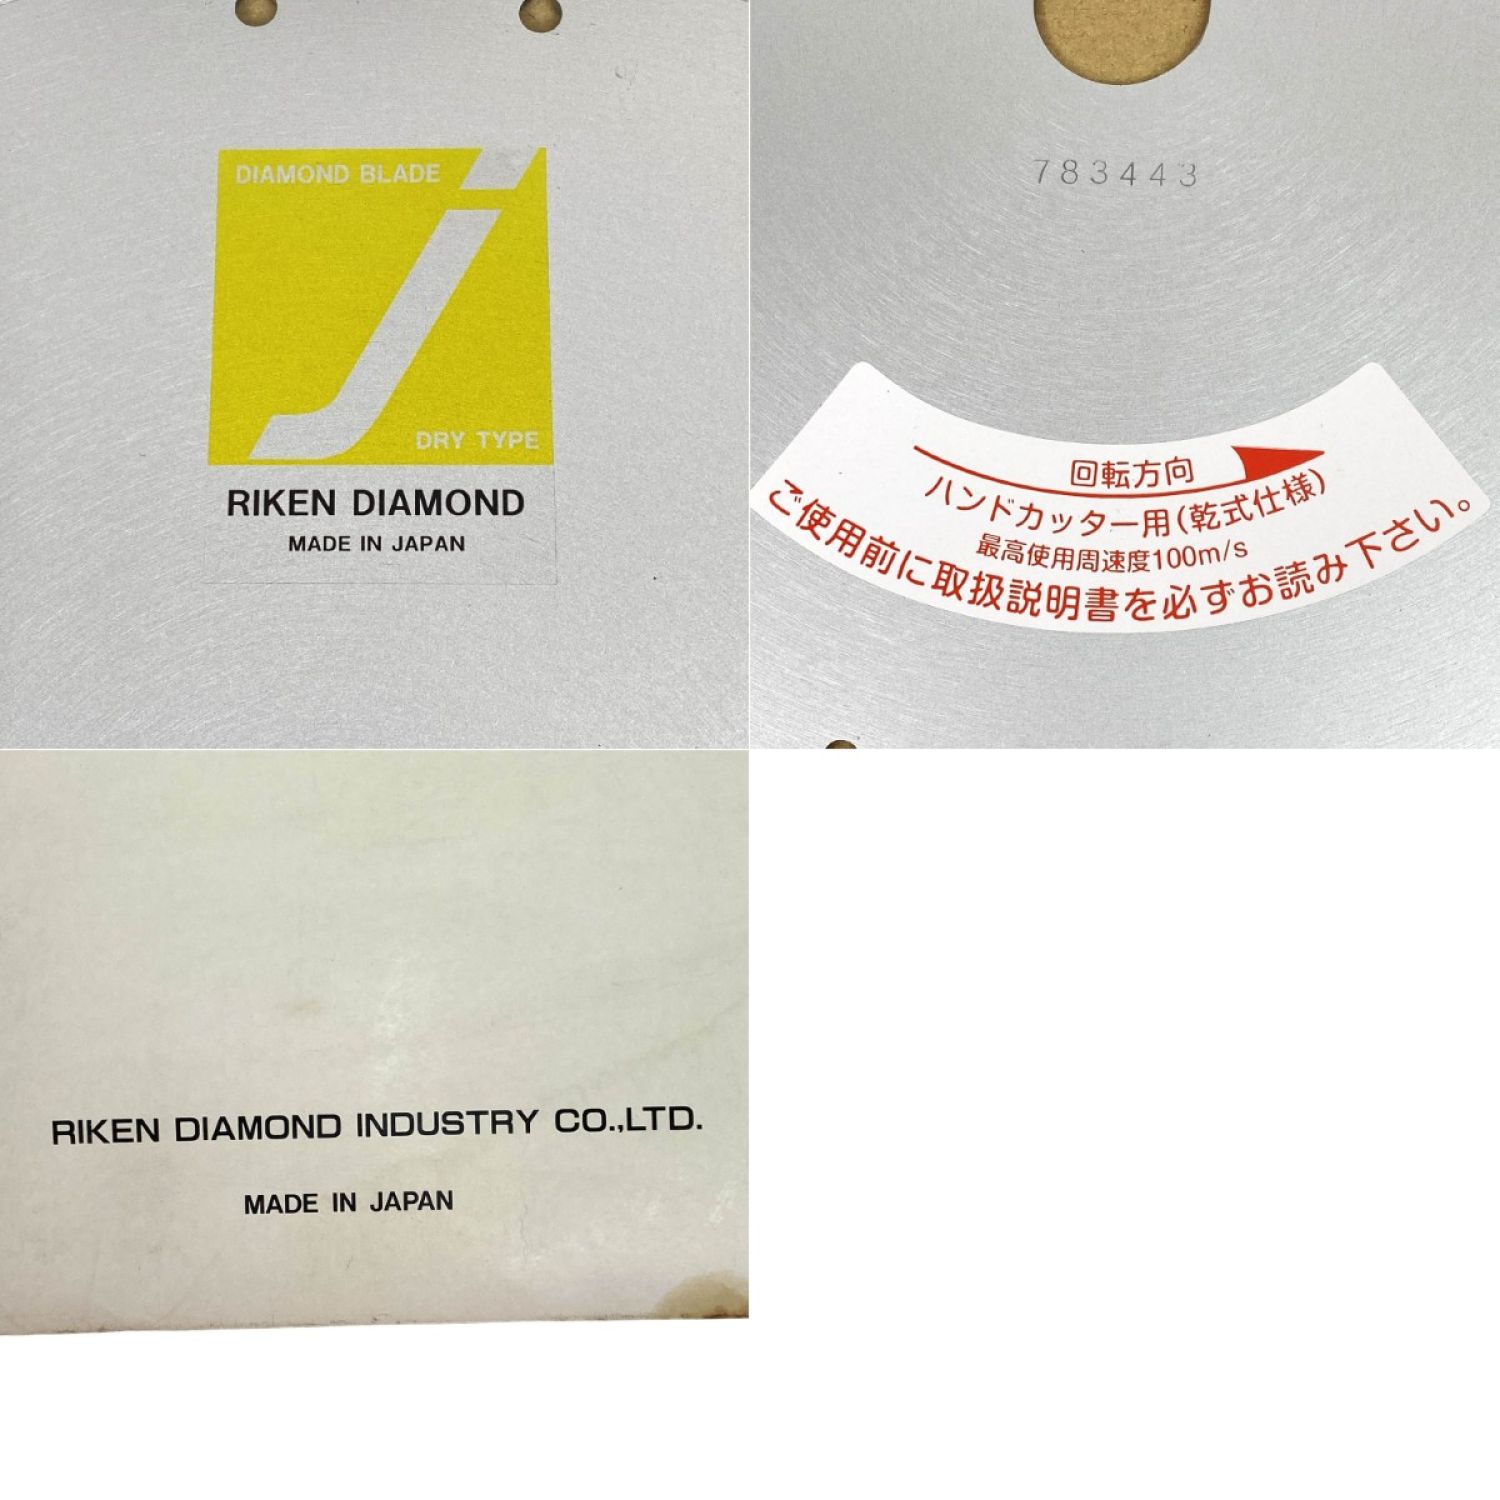 DIAMOND BLADE
j
DRY TYPE
RIKEN DIAMOND
MADE IN JAPAN
783443
回転方向
ハンドカッター用(乾式仕様)
最高使用周速度100m/s
ご使用前に取扱説明書を必ずお読み下さい。
RIKEN DIAMOND INDUSTRY CO.,LTD.
MADE IN JAPAN